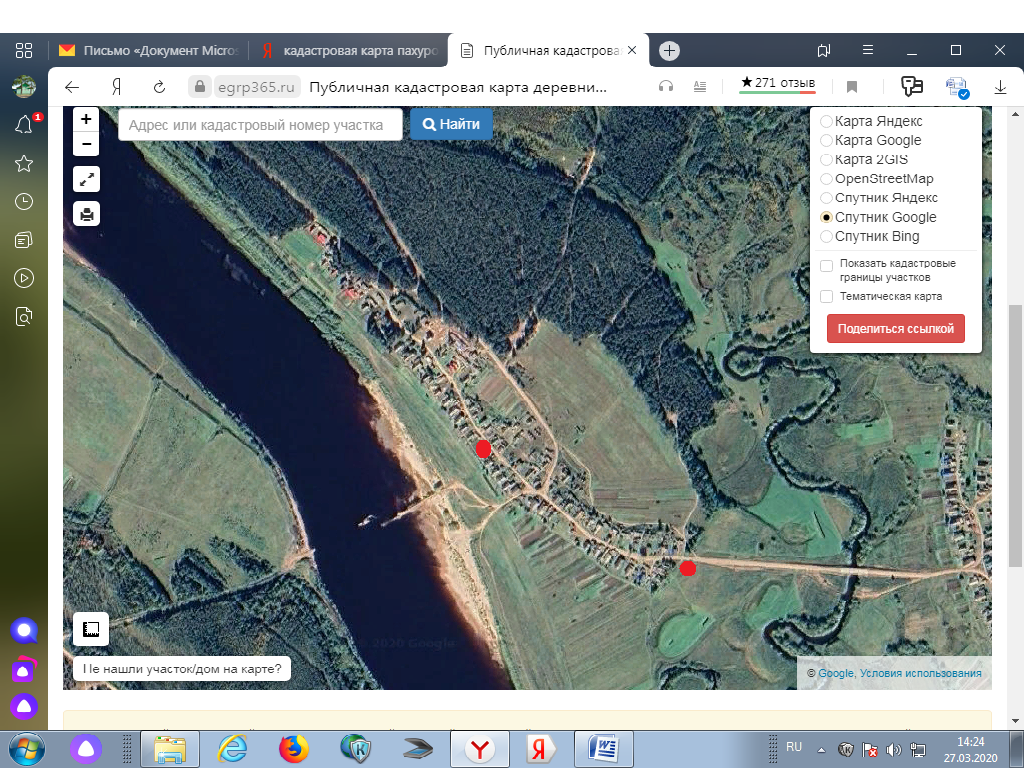 Письмо «Документ Micros
кадастровая карта пахуро
Публичная кадастрова
1
egrp365.ru
Публичная кадастровая карта деревни...
★271 отзыв
+
−
Адрес или кадастровый номер участка
Найти
Карта Яндекс
Карта Google
Карта 2GIS
OpenStreetMap
Спутник Яндекс
Спутник Google
Спутник Bing
Показать кадастровые
границы участков
Тематическая карта
Поделиться ссылкой
© 2020 Google
Не нашли участок/дом на карте?
© Google, Условия использования
RU
14:24
27.03.2020